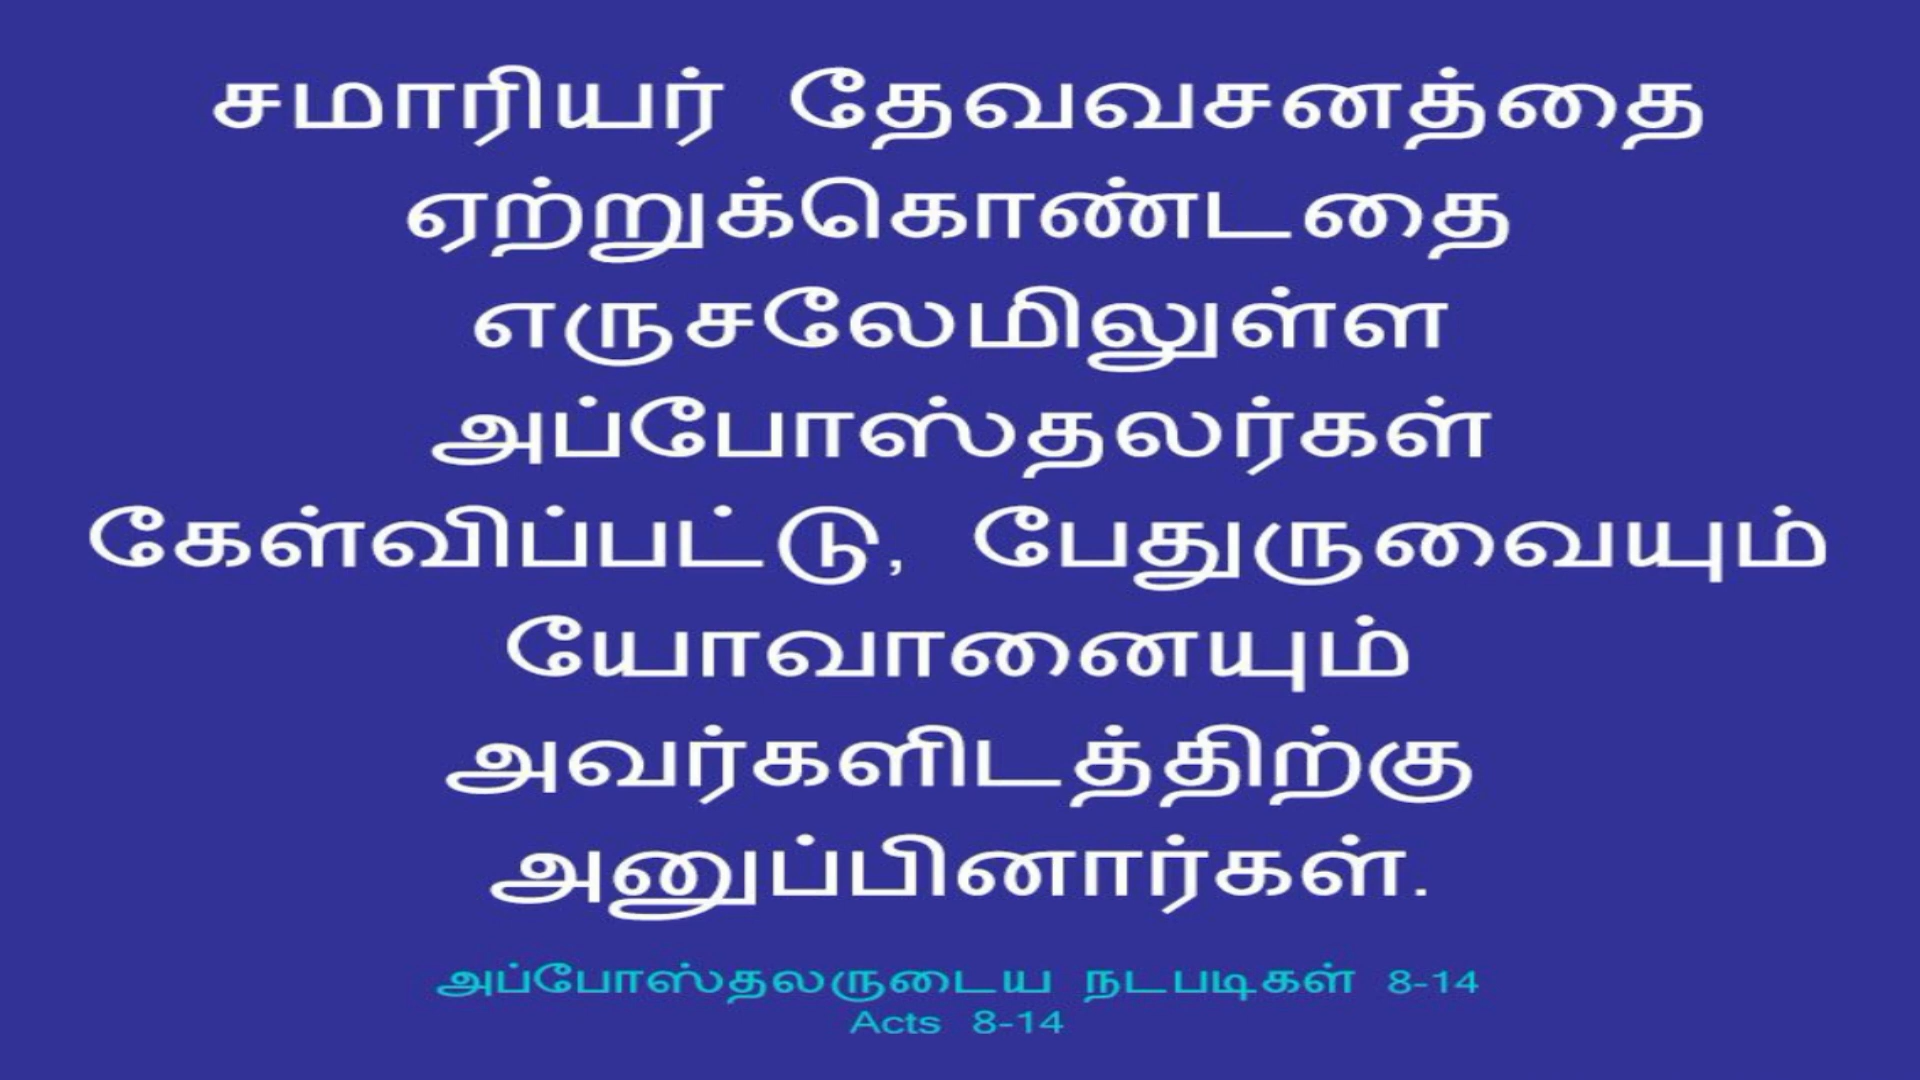 சமாரியர் தேவவசனத்தை
ஏற்றுக்கொண்டதை
எருசலேமிலுள்ள
அப்போஸ்தலர்கள்
கேள்விப்பட்டு, பேதுருவையும்
யோவானையும்
அவர்களிடத்திற்கு
அனுப்பினார்கள்.
அப்போஸ்தலருடைய நடபடிகள் 8-14
Acts 8-14